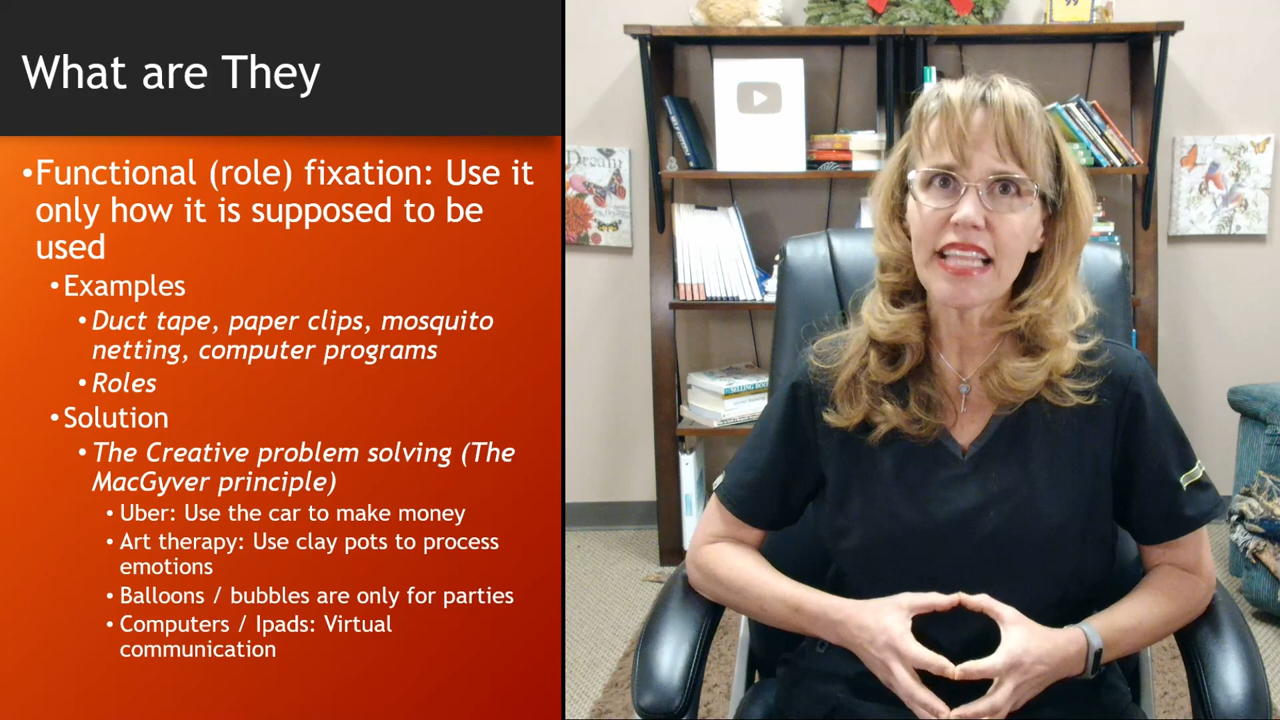 What are They
•Functional (role) fixation: Use it
only how it is supposed to be
used
• Examples
• Duct tape, paper clips, mosquito
netting, computer programs
• Roles
• Solution
• The Creative problem solving (The
MacGyver principle)
• Uber: Use the car to make money
• Art therapy: Use clay pots to process
emotions
• Balloons / bubbles are only for parties
• Computers / Ipads: Virtual
communication
Dream
99